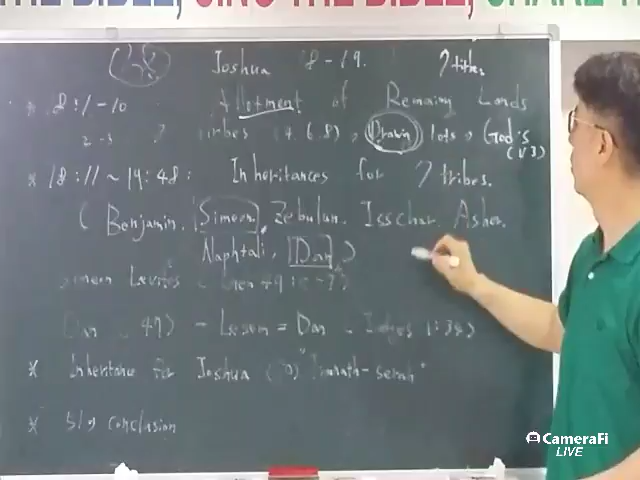 THE BIBLE, SING THE BIBLE, SHARE
Joshua 18-19. 7 tribe
* 18:1-10 Allotment of Remaing Lands
2-3 7 tribes (4.6.8), Drawn lots, God's
(V3)
* 18:11~19:48: Inheritances for 7 tribes.
(Benjamin, Simeon, Zebulun. Isschar. Asher.
Naphtali, Dan)
Simeon Levites 49:
Dan 47) - Lesem = Dan - Judges 1:34)
* Inheritance for Joshua (50) "Timnath-serah"
* 51, conclusion
CameraFi
LIVE